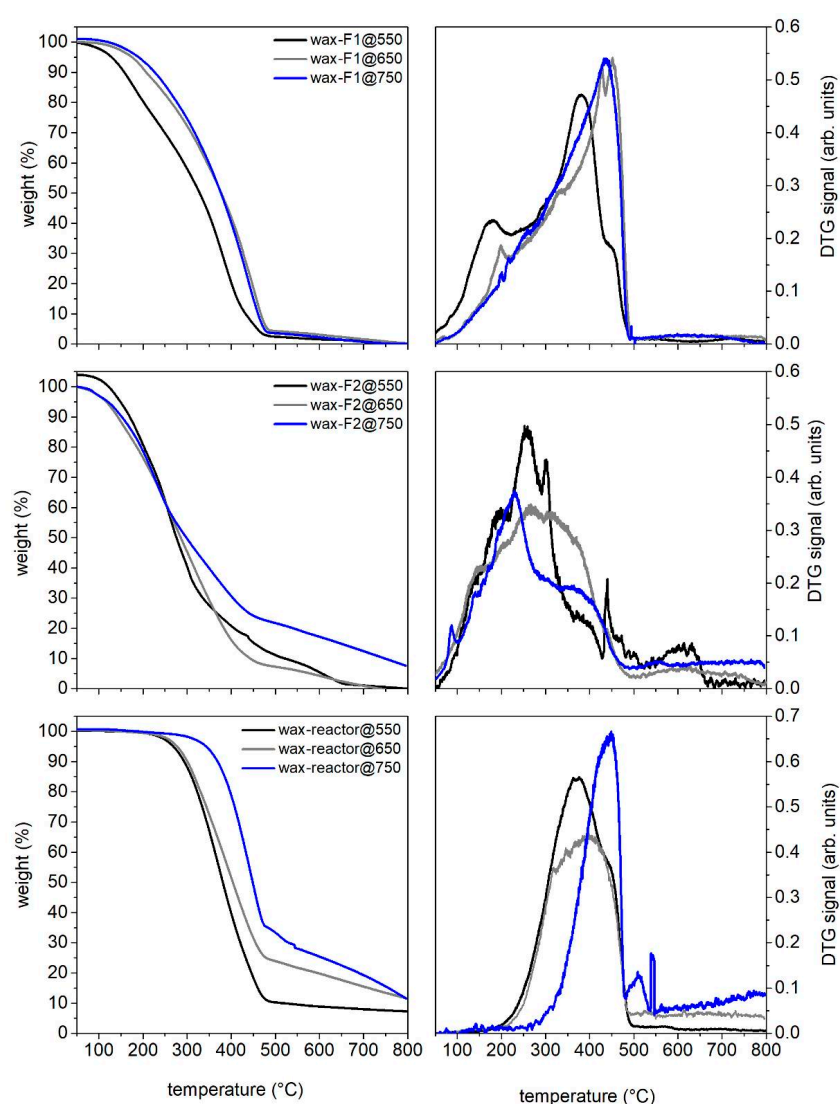 100
90
80
70
60
50
40
30
20
10
0
weight (%)
wax-F1@550
wax-F1@650
wax-F1@750
0.6
0.5
0.4
0.3
0.2
0.1
0.0
DTG signal (arb. units)
100
90
80
70
60
50
40
30
20
10
0
weight (%)
wax-F2@550
wax-F2@650
wax-F2@750
0.5
0.4
0.3
0.2
0.1
0.0
DTG signal (arb. units)
100
90
80
70
60
50
40
30
20
10
0
weight (%)
wax-reactor@550
wax-reactor@650
wax-reactor@750
0.7
0.6
0.5
0.4
0.3
0.2
0.1
0.0
DTG signal (arb. units)
100 200 300 400 500 600 700 800
100 200 300 400 500 600 700 800
temperature (°C)
temperature (°C)